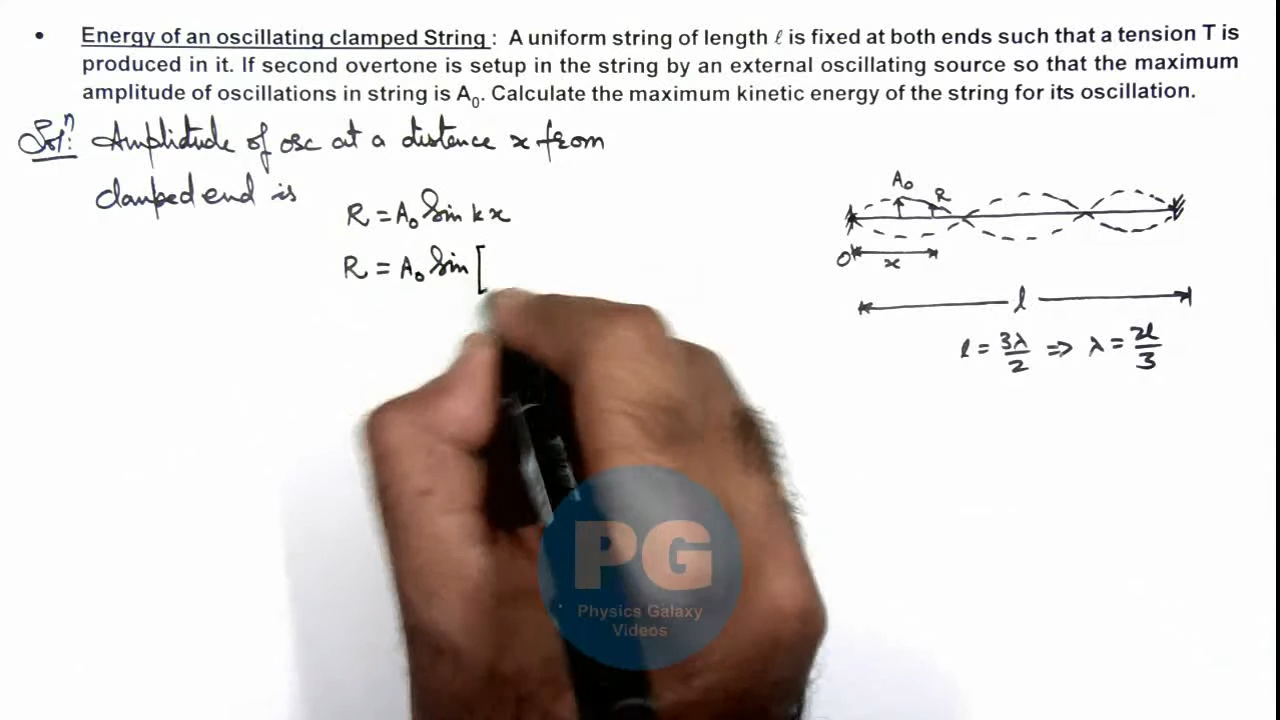 • Energy of an oscillating clamped String : A uniform string of length ℓ is fixed at both ends such that a tension T is
produced in it. If second overtone is setup in the string by an external oscillating source so that the maximum
amplitude of oscillations in string is A₀. Calculate the maximum kinetic energy of the string for its oscillation.
Solⁿ: Amplitude of osc at a distance x from
clamped end is
R = A₀ Sin kx
R = A₀ Sin [
A₀ R
O x
l
l = 3λ/2 ⇒ λ = 2l/3
PG
Physics Galaxy
Videos